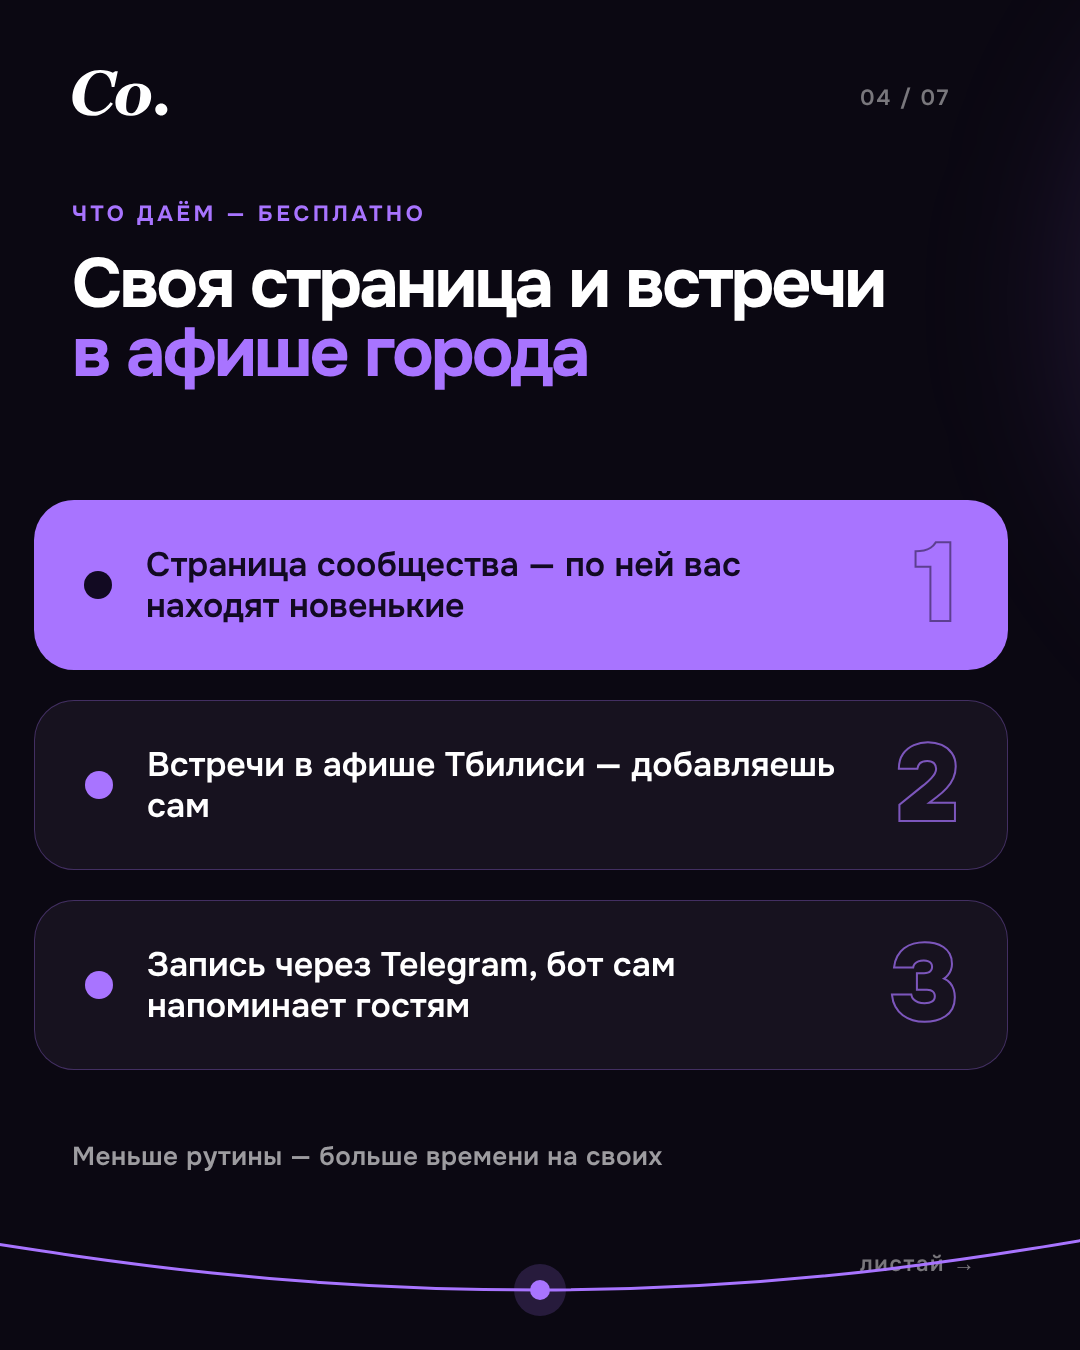 Co.
04 / 07
ЧТО ДАЁМ — БЕСПЛАТНО
Своя страница и встречи
в афише города
Страница сообщества — по ней вас
находят новенькие
1
Встречи в афише Тбилиси — добавляешь
сам
2
Запись через Telegram, бот сам
напоминает гостям
3
Меньше рутины — больше времени на своих
листай →